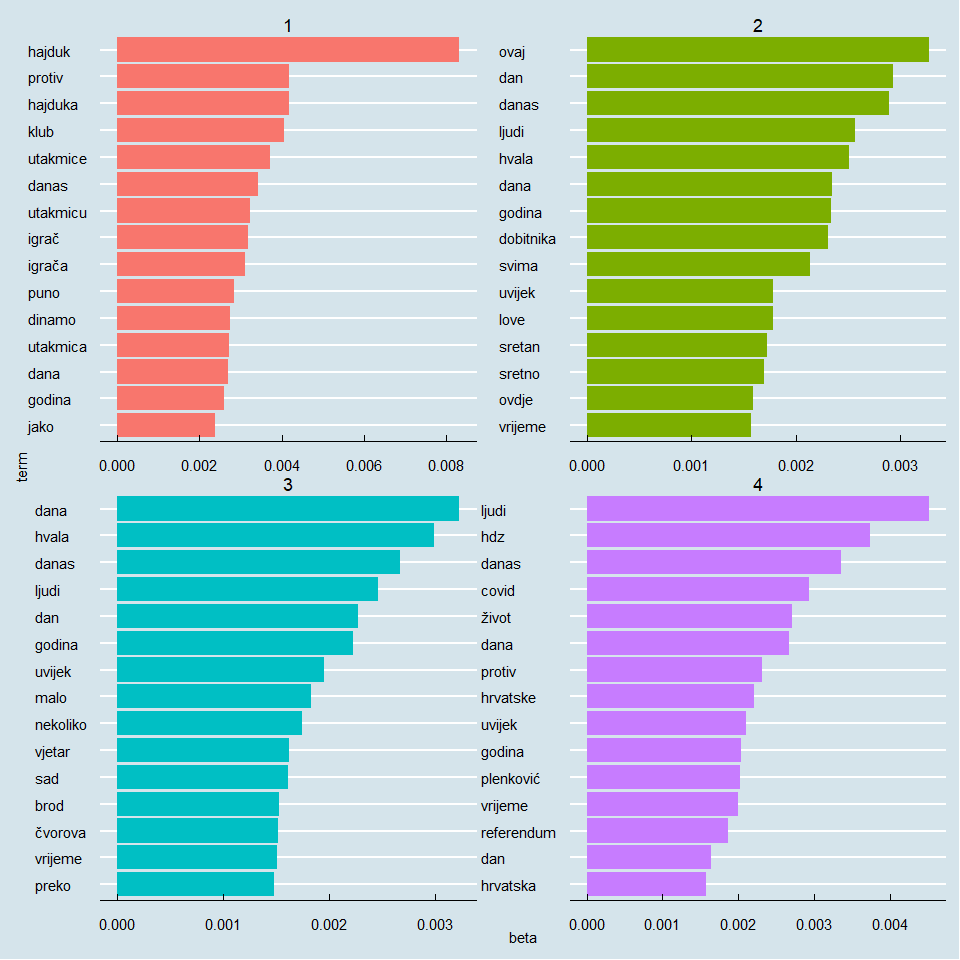 1
hajduk
protiv
hajduka
klub
utakmice
danas
utakmicu
igrač
igrača
puno
dinamo
utakmica
dana
godina
jako
0.000 0.002 0.004 0.006 0.008
2
ovaj
dan
danas
ljudi
hvala
dana
godina
dobitnika
svima
uvijek
love
sretan
sretno
ovdje
vrijeme
0.000 0.001 0.002 0.003
term
3
dana
hvala
danas
ljudi
dan
godina
uvijek
malo
nekoliko
vjetar
sad
brod
čvorova
vrijeme
preko
0.000 0.001 0.002 0.003
4
ljudi
hdz
danas
covid
život
dana
protiv
hrvatske
uvijek
godina
plenković
vrijeme
referendum
dan
hrvatska
0.000 0.001 0.002 0.003 0.004
beta